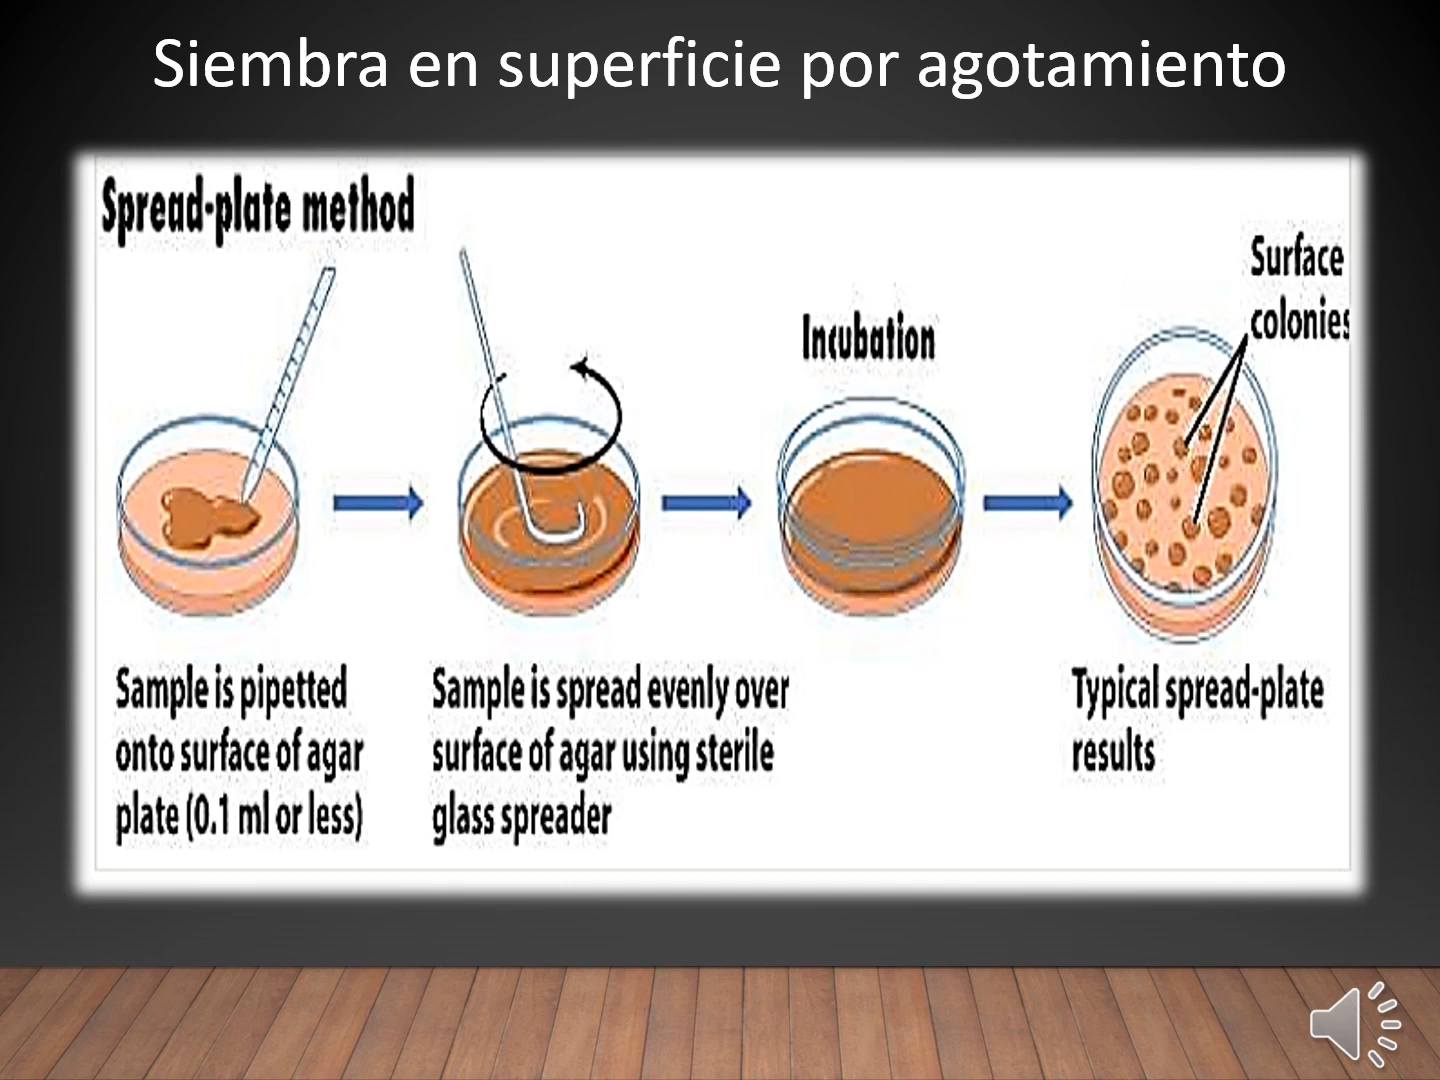 Siembra en superficie por agotamiento
Spread-plate method
Surface
colonies
Incubation
Sample is pipetted
onto surface of agar
plate (0.1 ml or less)
Sample is spread evenly over
surface of agar using sterile
glass spreader
Typical spread-plate
results